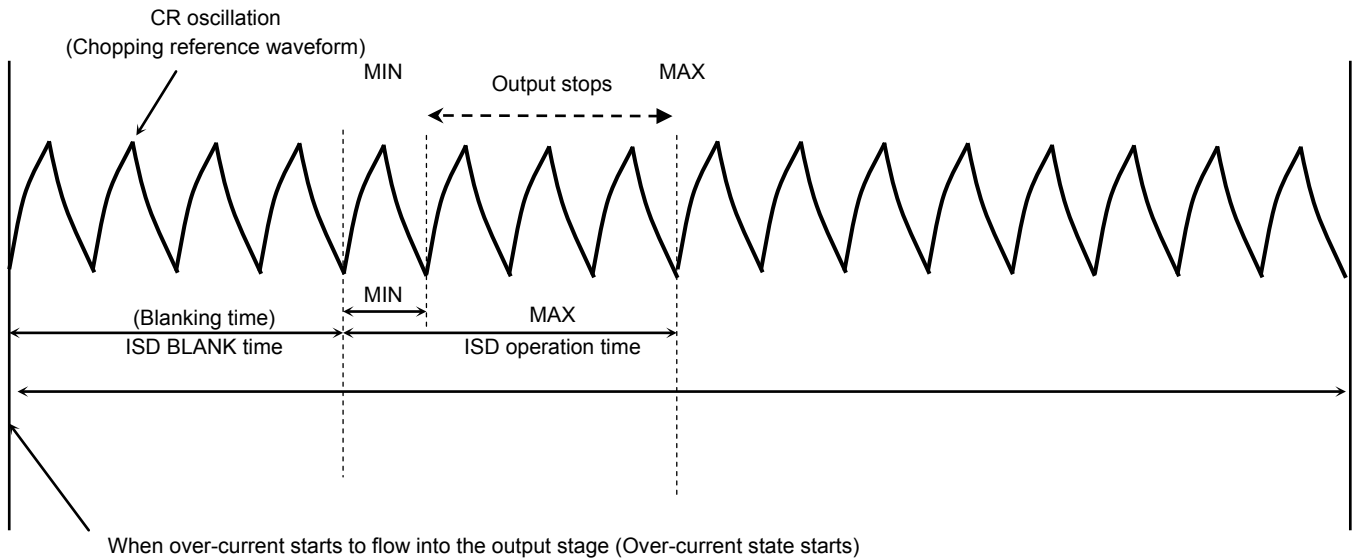 CR oscillation
(Chopping reference waveform)
MIN
MAX
Output stops
MIN
(Blanking time)
MAX
ISD BLANK time
ISD operation time
When over-current starts to flow into the output stage (Over-current state starts)